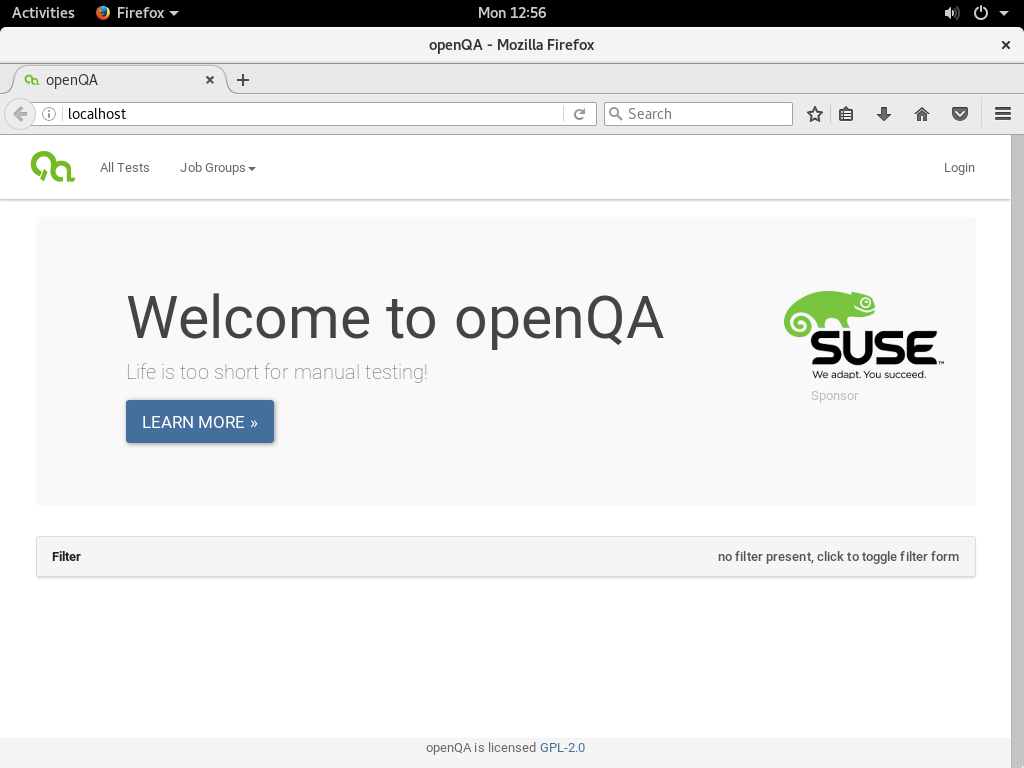 Activities Firefox Mon 12:56
openQA - Mozilla Firefox
openQA
localhost Search
All Tests Job Groups Login
Welcome to openQA
Life is too short for manual testing!
LEARN MORE »
SUSE™
We adapt. You succeed.
Sponsor
Filter no filter present, click to toggle filter form
openQA is licensed GPL-2.0